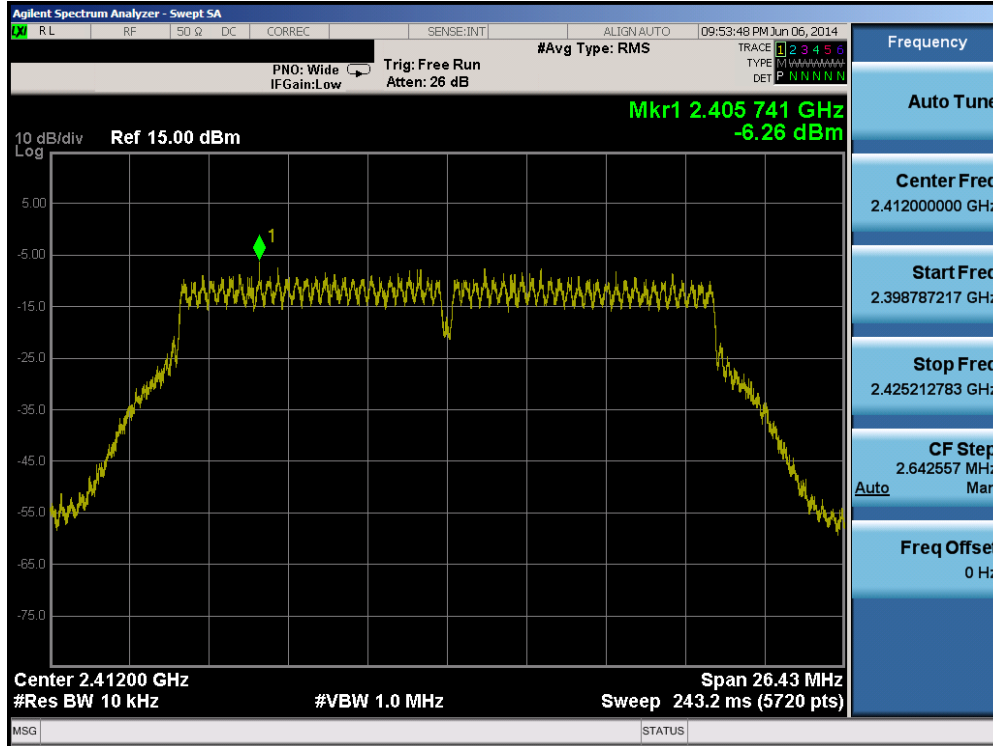 Agilent Spectrum Analyzer - Swept SA
LXI RL RF 50 Ω DC CORREC SENSE:INT ALIGN AUTO 09:53:48 PM Jun 06, 2014
#Avg Type: RMS TRACE 1 2 3 4 5 6
PNO: Wide Trig: Free Run TYPE M
IFGain:Low Atten: 26 dB DET P N N N N N
Mkr1 2.405 741 GHz
-6.26 dBm
10 dB/div Ref 15.00 dBm
Log
1
5.00
-5.00
-15.0
-25.0
-35.0
-45.0
-55.0
-65.0
-75.0
Center 2.41200 GHz Span 26.43 MHz
#Res BW 10 kHz #VBW 1.0 MHz Sweep 243.2 ms (5720 pts)
MSG STATUS
Frequency
Auto Tune
Center Freq
2.412000000 GHz
Start Freq
2.398787217 GHz
Stop Freq
2.425212783 GHz
CF Step
2.642557 MHz
Auto Man
Freq Offset
0 Hz